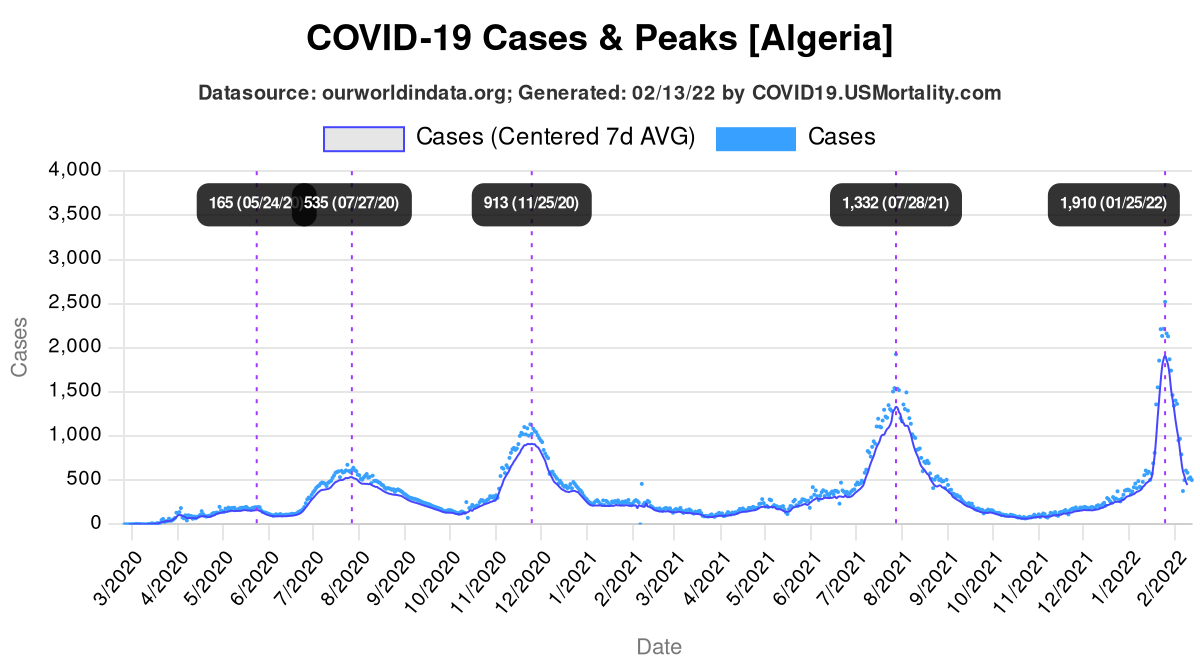 COVID-19 Cases & Peaks [Algeria]
Datasource: ourworldindata.org; Generated: 02/13/22 by COVID19.USMortality.com
Cases (Centered 7d AVG) Cases
4,000
165 (05/24/20) 535 (07/27/20) 913 (11/25/20) 1,332 (07/28/21) 1,910 (01/25/22)
3,500
3,000
2,500
2,000
1,500
1,000
500
0
Cases
3/2020 4/2020 5/2020 6/2020 7/2020 8/2020 9/2020 10/2020 11/2020 12/2020 1/2021 2/2021 3/2021 4/2021 5/2021 6/2021 7/2021 8/2021 9/2021 10/2021 11/2021 12/2021 1/2022 2/2022
Date